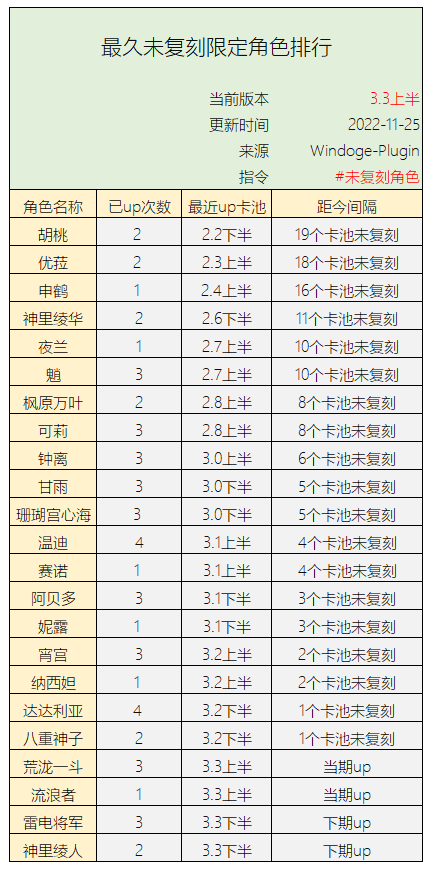 最久未复刻限定角色排行
当前版本 3.3上半
更新时间 2022-11-25
来源 Windoge-Plugin
指令 #未复刻角色
角色名称 已up次数 最近up卡池 距今间隔
胡桃 2 2.2下半 19个卡池未复刻
优菈 2 2.3上半 18个卡池未复刻
申鹤 1 2.4上半 16个卡池未复刻
神里绫华 2 2.6下半 11个卡池未复刻
夜兰 1 2.7上半 10个卡池未复刻
魈 3 2.7上半 10个卡池未复刻
枫原万叶 2 2.8上半 8个卡池未复刻
可莉 3 2.8上半 8个卡池未复刻
钟离 3 3.0上半 6个卡池未复刻
甘雨 3 3.0下半 5个卡池未复刻
珊瑚宫心海 3 3.0下半 5个卡池未复刻
温迪 4 3.1上半 4个卡池未复刻
赛诺 1 3.1上半 4个卡池未复刻
阿贝多 3 3.1下半 3个卡池未复刻
妮露 1 3.1下半 3个卡池未复刻
宵宫 3 3.2上半 2个卡池未复刻
纳西妲 1 3.2上半 2个卡池未复刻
达达利亚 4 3.2下半 1个卡池未复刻
八重神子 2 3.2下半 1个卡池未复刻
荒泷一斗 3 3.3上半 当期up
流浪者 1 3.3上半 当期up
雷电将军 3 3.3下半 下期up
神里绫人 2 3.3下半 下期up